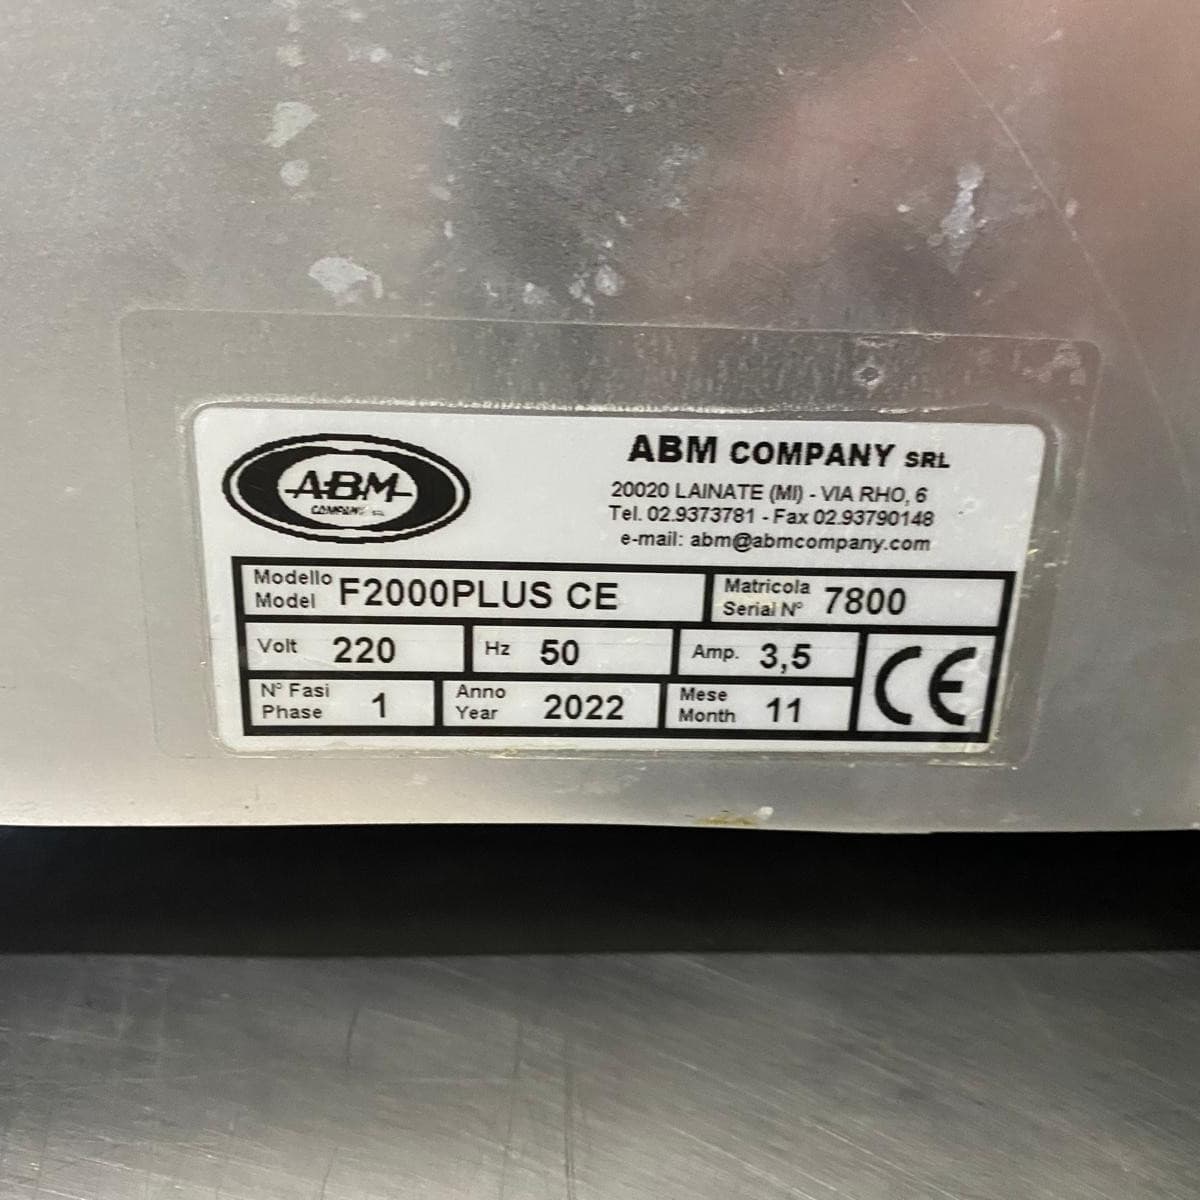 ABM
COMPANY SRL
ABM COMPANY SRL
20020 LAINATE (MI) - VIA RHO, 6
Tel. 02.9373781 - Fax 02.93790148
e-mail: abm@abmcompany.com
Modello
Model
F2000PLUS CE
Matricola
Serial N°
7800
Volt 220
Hz 50
Amp. 3,5
N° Fasi
Phase
1
Anno
Year
2022
Mese
Month
11
CE